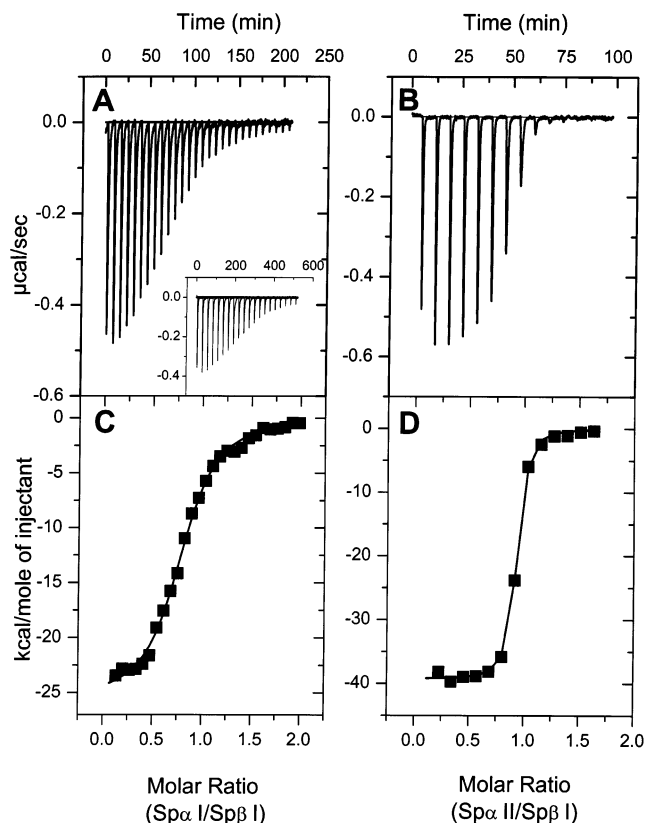 Time (min)
0 50 100 150 200 250
Time (min)
0 25 50 75 100
A
B
0.0
-0.2
-0.4
-0.6
µcal/sec
0 200 400 600
0.0
-0.2
-0.4
0.0
-0.2
-0.4
-0.6
C
D
0
-5
-10
-15
-20
-25
kcal/mole of injectant
0
-10
-20
-30
-40
0.0 0.5 1.0 1.5 2.0
0.0 0.5 1.0 1.5 2.0
Molar Ratio
(Spα I/Spβ I)
Molar Ratio
(Spα II/Spβ I)